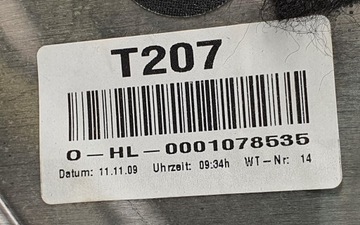 T207
O-HL-0001078535
Datum: 11.11.09 Uhrzeit: 09:34h WT-Nr: 14